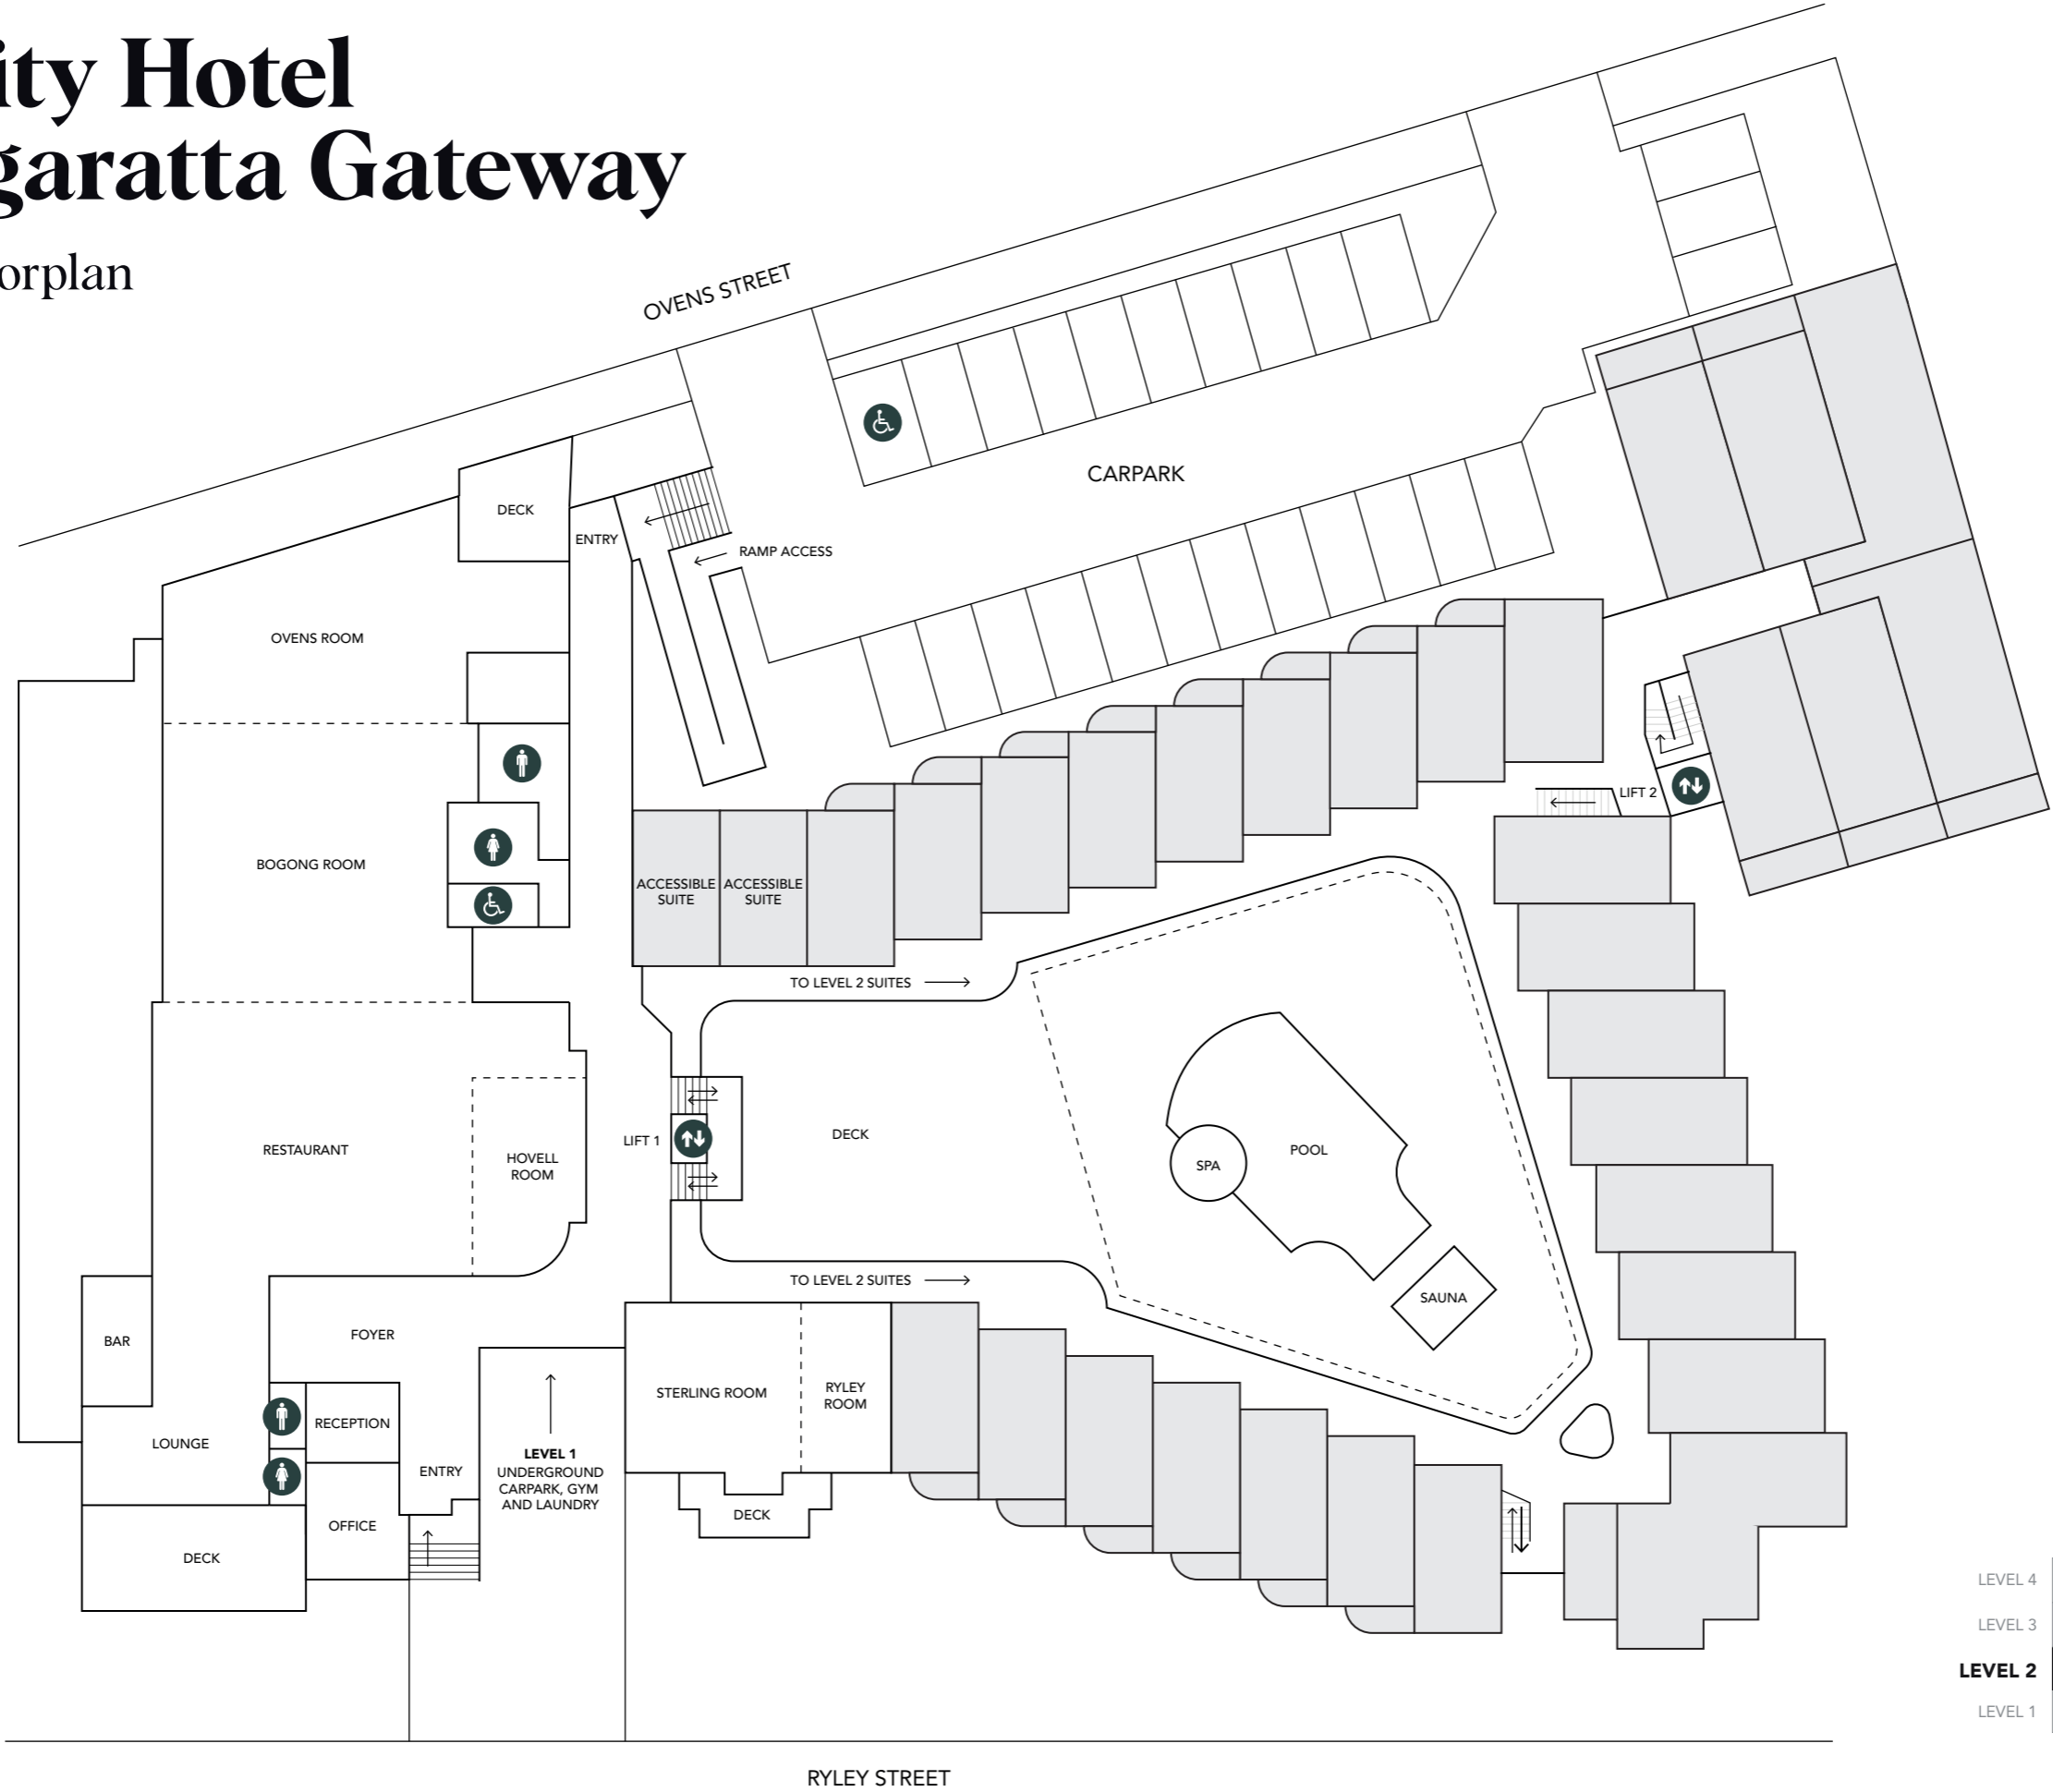 ity Hotel
garatta Gateway
orplan
OVENS STREET
CARPARK
DECK
ENTRY
RAMP ACCESS
OVENS ROOM
LIFT 2
BOGONG ROOM
ACCESSIBLE
SUITE
ACCESSIBLE
SUITE
TO LEVEL 2 SUITES
RESTAURANT
HOVELL
ROOM
LIFT 1
DECK
SPA
POOL
SAUNA
TO LEVEL 2 SUITES
BAR
FOYER
STERLING ROOM
RYLEY
ROOM
RECEPTION
LOUNGE
ENTRY
LEVEL 1
UNDERGROUND
CARPARK, GYM
AND LAUNDRY
DECK
OFFICE
DECK
LEVEL 4
LEVEL 3
LEVEL 2
LEVEL 1
RYLEY STREET